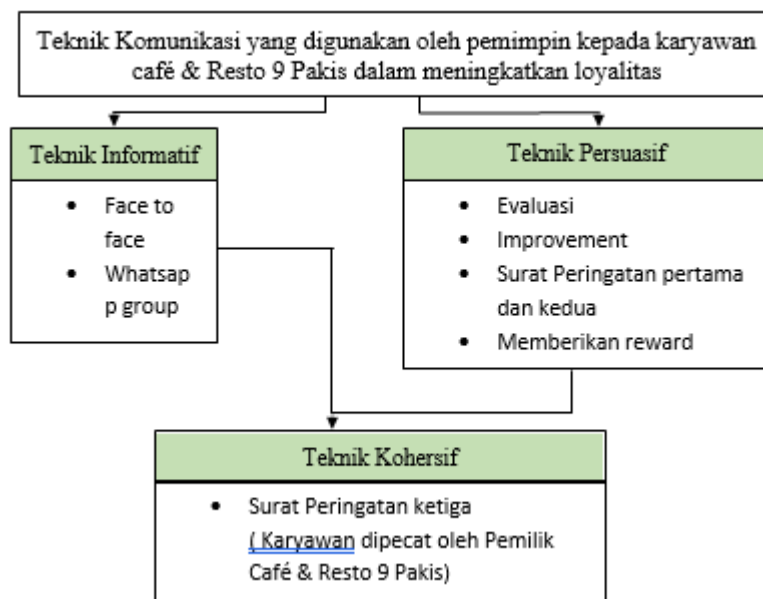 Teknik Komunikasi yang digunakan oleh pemimpin kepada karyawan
café & Resto 9 Pakis dalam meningkatkan loyalitas
Teknik Informatif
• Face to
face
• Whatsap
p group
Teknik Persuasif
• Evaluasi
• Improvement
• Surat Peringatan pertama
dan kedua
• Memberikan reward
Teknik Kohersif
• Surat Peringatan ketiga
( Karyawan dipecat oleh Pemilik
Café & Resto 9 Pakis)